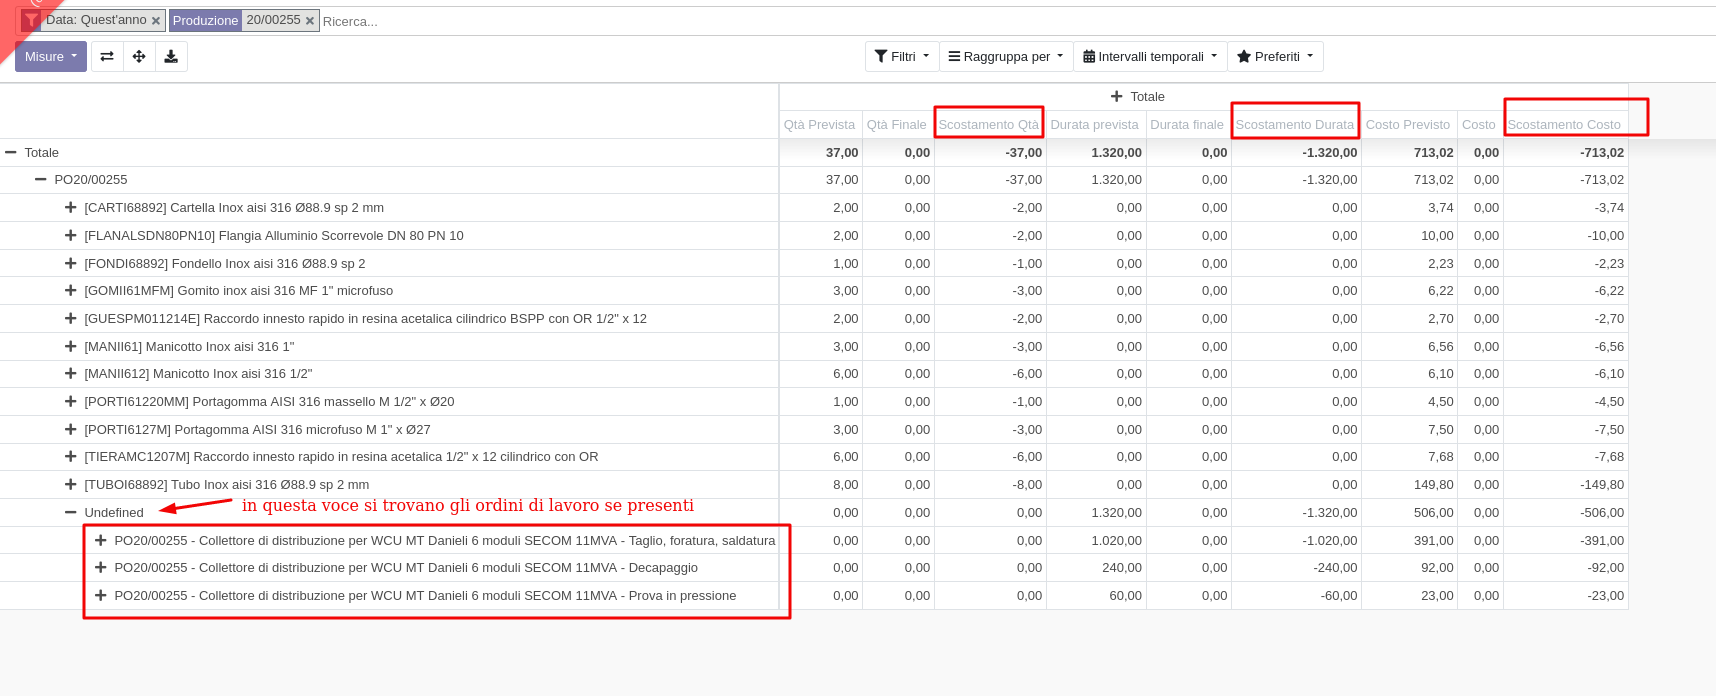 Data: Quest'anno × Produzione 20/00255 × Ricerca...
Misure Filtri Raggruppa per Intervalli temporali Preferiti
Totale
Qtà Prevista Qtà Finale Scostamento Qtà Durata prevista Durata finale Scostamento Durata Costo Previsto Costo Scostamento Costo
Totale 37,00 0,00 -37,00 1.320,00 0,00 -1.320,00 713,02 0,00 -713,02
PO20/00255 37,00 0,00 -37,00 1.320,00 0,00 -1.320,00 713,02 0,00 -713,02
[CARTI68892] Cartella Inox aisi 316 Ø88.9 sp 2 mm 2,00 0,00 -2,00 0,00 0,00 0,00 3,74 0,00 -3,74
[FLANALSDN80PN10] Flangia Alluminio Scorrevole DN 80 PN 10 2,00 0,00 -2,00 0,00 0,00 0,00 10,00 0,00 -10,00
[FONDI68892] Fondello Inox aisi 316 Ø88.9 sp 2 1,00 0,00 -1,00 0,00 0,00 0,00 2,23 0,00 -2,23
[GOMII61MFM] Gomito inox aisi 316 MF 1" microfuso 3,00 0,00 -3,00 0,00 0,00 0,00 6,22 0,00 -6,22
[GUESPM011214E] Raccordo innesto rapido in resina acetalica cilindrico BSPP con OR 1/2" x 12 2,00 0,00 -2,00 0,00 0,00 0,00 2,70 0,00 -2,70
[MANII61] Manicotto Inox aisi 316 1" 3,00 0,00 -3,00 0,00 0,00 0,00 6,56 0,00 -6,56
[MANII612] Manicotto Inox aisi 316 1/2" 6,00 0,00 -6,00 0,00 0,00 0,00 6,10 0,00 -6,10
[PORTI61220MM] Portagomma AISI 316 massello M 1/2" x Ø20 1,00 0,00 -1,00 0,00 0,00 0,00 4,50 0,00 -4,50
[PORTI6127M] Portagomma AISI 316 microfuso M 1" x Ø27 3,00 0,00 -3,00 0,00 0,00 0,00 7,50 0,00 -7,50
[TIERAMC1207M] Raccordo innesto rapido in resina acetalica 1/2" x 12 cilindrico con OR 6,00 0,00 -6,00 0,00 0,00 0,00 7,68 0,00 -7,68
[TUBOI68892] Tubo Inox aisi 316 Ø88.9 sp 2 mm 8,00 0,00 -8,00 0,00 0,00 0,00 149,80 0,00 -149,80
in questa voce si trovano gli ordini di lavoro se presenti
Undefined 0,00 0,00 0,00 1.320,00 0,00 -1.320,00 506,00 0,00 -506,00
PO20/00255 - Collettore di distribuzione per WCU MT Danieli 6 moduli SECOM 11MVA - Taglio, foratura, saldatura 0,00 0,00 0,00 1.020,00 0,00 -1.020,00 391,00 0,00 -391,00
PO20/00255 - Collettore di distribuzione per WCU MT Danieli 6 moduli SECOM 11MVA - Decapaggio 0,00 0,00 0,00 240,00 0,00 -240,00 92,00 0,00 -92,00
PO20/00255 - Collettore di distribuzione per WCU MT Danieli 6 moduli SECOM 11MVA - Prova in pressione 0,00 0,00 0,00 60,00 0,00 -60,00 23,00 0,00 -23,00